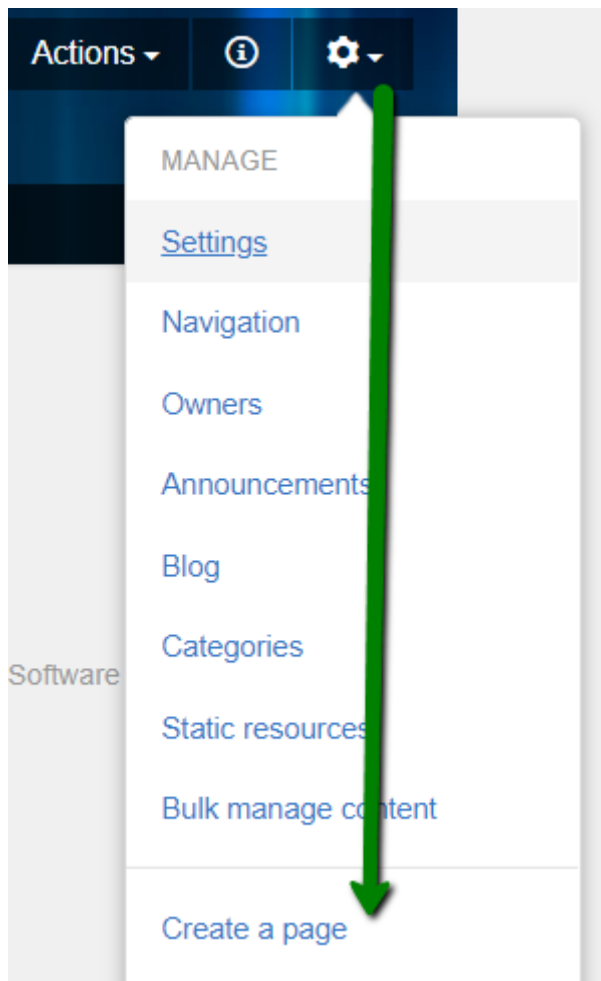 Actions
MANAGE
Settings
Navigation
Owners
Announcements
Blog
Categories
Software
Static resources
Bulk manage content
Create a page